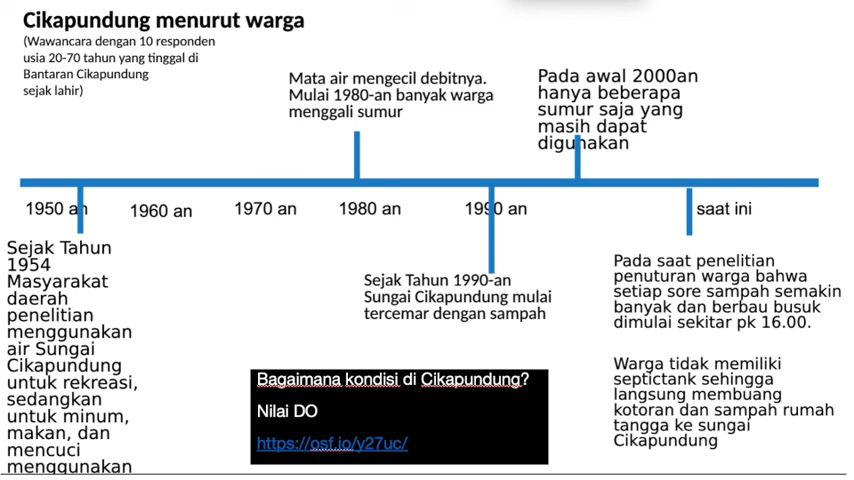 Cikapundung menurut warga
(Wawancara dengan 10 responden
usia 20-70 tahun yang tinggal di
Bantaran Cikapundung
sejak lahir)
Mata air mengecil debitnya.
Mulai 1980-an banyak warga
menggali sumur
Pada awal 2000an
hanya beberapa
sumur saja yang
masih dapat
digunakan
1950 an
1960 an
1970 an
1980 an
1990 an
saat ini
Sejak Tahun
1954
Masyarakat
daerah
penelitian
menggunakan
air Sungai
Cikapundung
untuk rekreasi,
sedangkan
untuk minum,
makan, dan
mencuci
menggunakan
Sejak Tahun 1990-an
Sungai Cikapundung mulai
tercemar dengan sampah
Bagaimana kondisi di Cikapundung?
Nilai DO
https://osf.io/y27uc/
Pada saat penelitian
penuturan warga bahwa
setiap sore sampah semakin
banyak dan berbau busuk
dimulai sekitar pk 16.00.
Warga tidak memiliki
septictank sehingga
langsung membuang
kotoran dan sampah rumah
tangga ke sungai
Cikapundung